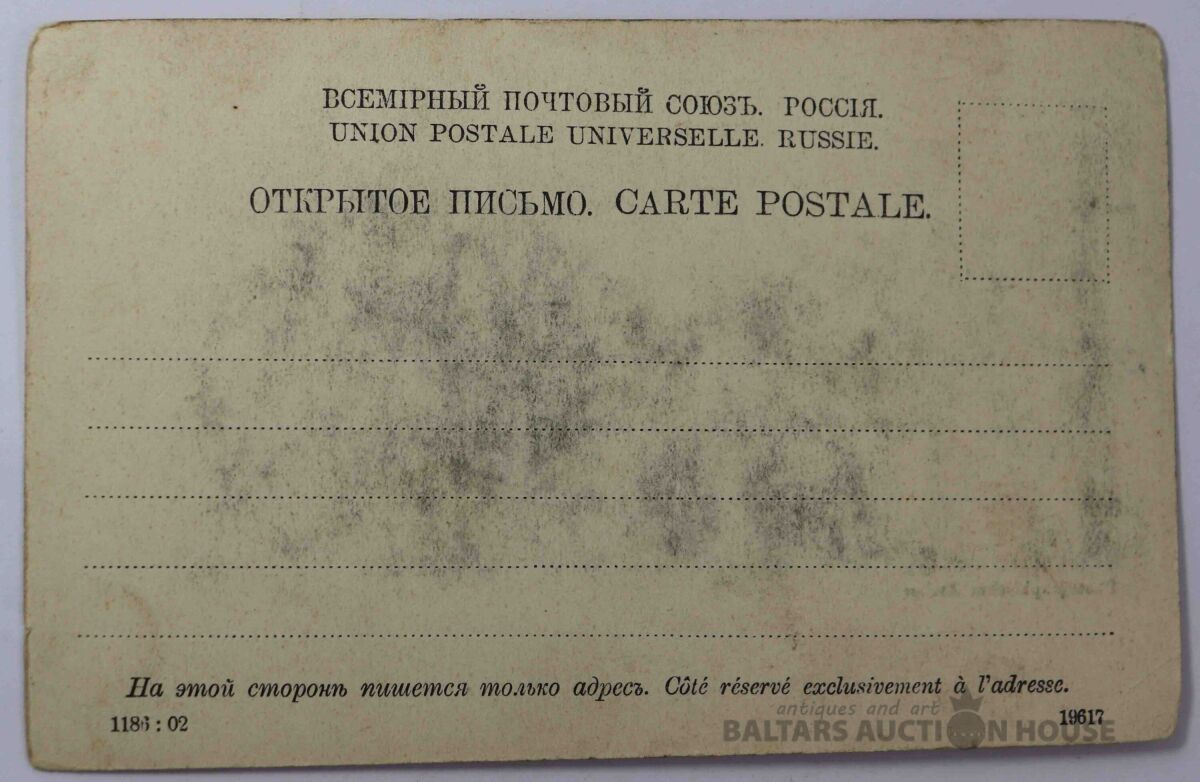 ВСЕМІРНЫЙ ПОЧТОВЫЙ СОЮЗЪ. РОССІЯ.
UNION POSTALE UNIVERSELLE. RUSSIE.
ОТКРЫТОЕ ПИСЬМО. CARTE POSTALE.
На этой сторонѣ пишется только адресъ. Côté réservé exclusivement à l'adresse.
1186 : 02
19617
antiques and art
BALTARS AUCTION HOUSE